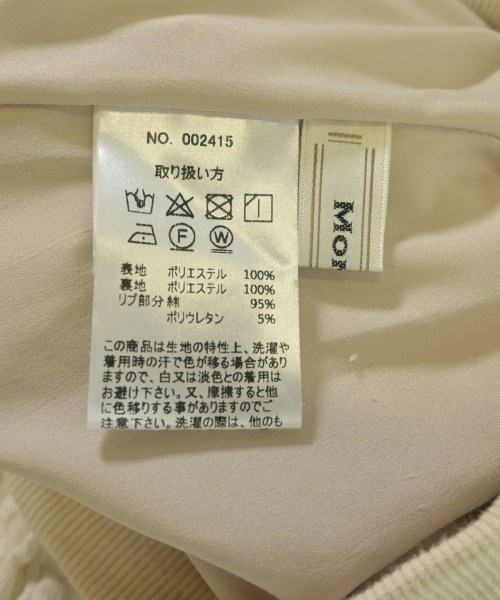 NO. 002415
取り扱い方
F W
表地 ポリエステル 100%
裏地 ポリエステル 100%
リブ部分 綿 95%
ポリウレタン 5%
この商品は生地の特性上、洗濯や
着用時の汗で色が移る場合があり
ますので、白又は淡色との着用は
お避け下さい。又、摩擦すると他
に色移りする事がありますのでご
注意下さい。洗濯の際は、他のも